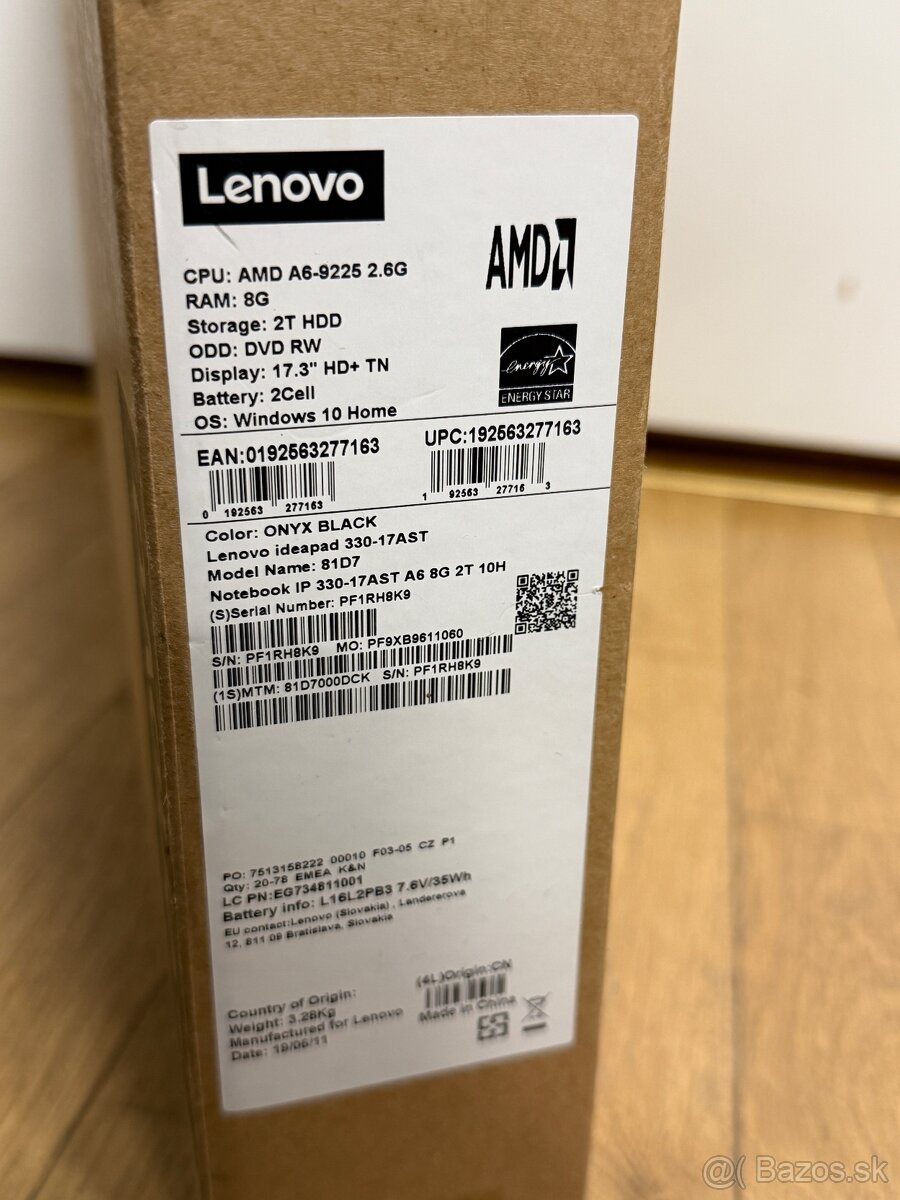 Lenovo
AMD
CPU: AMD A6-9225 2.6G
RAM: 8G
Storage: 2T HDD
ODD: DVD RW
Display: 17.3" HD+ TN
Battery: 2Cell
OS: Windows 10 Home
energy
ENERGY STAR
EAN:0192563277163
UPC:192563277163
0 192563 277163
1 92563 27716 3
Color: ONYX BLACK
Lenovo ideapad 330-17AST
Model Name: 81D7
Notebook IP 330-17AST A6 8G 2T 10H
(S)Serial Number: PF1RH8K9
S/N: PF1RH8K9 MO: PF9XB9611060
(1S)MTM: 81D7000DCK S/N: PF1RH8K9
PO: 7513158222 00010 F03-05 CZ P1
Qty: 20-78 EMEA K&N
LC PN:EG734811001
Battery info: L16L2PB3 7.6V/35Wh
EU contact:Lenovo (Slovakia) , Landererova
12, 811 09 Bratislava, Slovakia
(4L)Origin:CN
Country of Origin:
Made in China
Weight: 3.28Kg
Manufactured for Lenovo
Date: 19/06/11
@( Bazos.sk